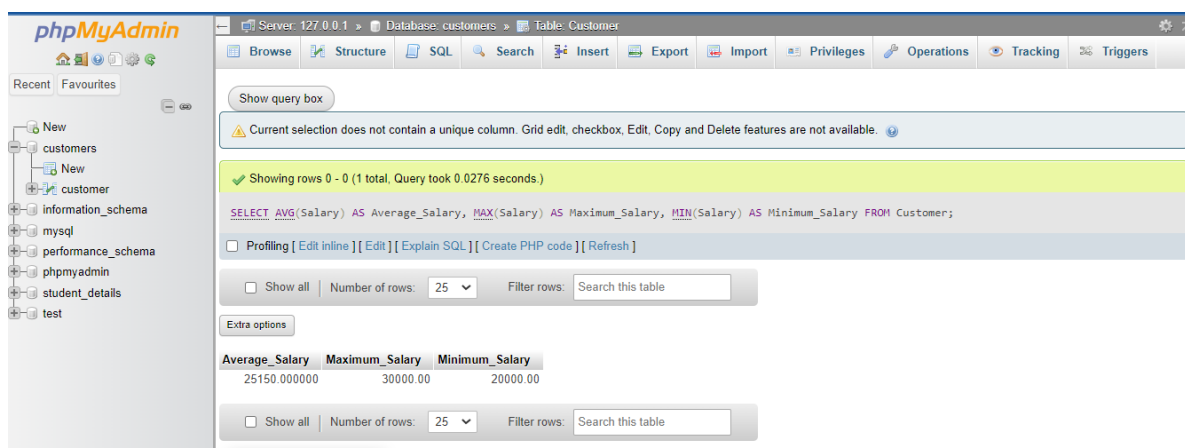 phpMyAdmin
Recent Favourites
New
customers
New
customer
information_schema
mysql
performance_schema
phpmyadmin
student_details
test
Server: 127.0.0.1 » Database: customers » Table: Customer
Browse Structure SQL Search Insert Export Import Privileges Operations Tracking Triggers
Show query box
Current selection does not contain a unique column. Grid edit, checkbox, Edit, Copy and Delete features are not available.
Showing rows 0 - 0 (1 total, Query took 0.0276 seconds.)
SELECT AVG(Salary) AS Average_Salary, MAX(Salary) AS Maximum_Salary, MIN(Salary) AS Minimum_Salary FROM Customer;
Profiling [ Edit inline ] [ Edit ] [ Explain SQL ] [ Create PHP code ] [ Refresh ]
Show all Number of rows: 25 Filter rows: Search this table
Extra options
Average_Salary Maximum_Salary Minimum_Salary
25150.000000 30000.00 20000.00
Show all Number of rows: 25 Filter rows: Search this table